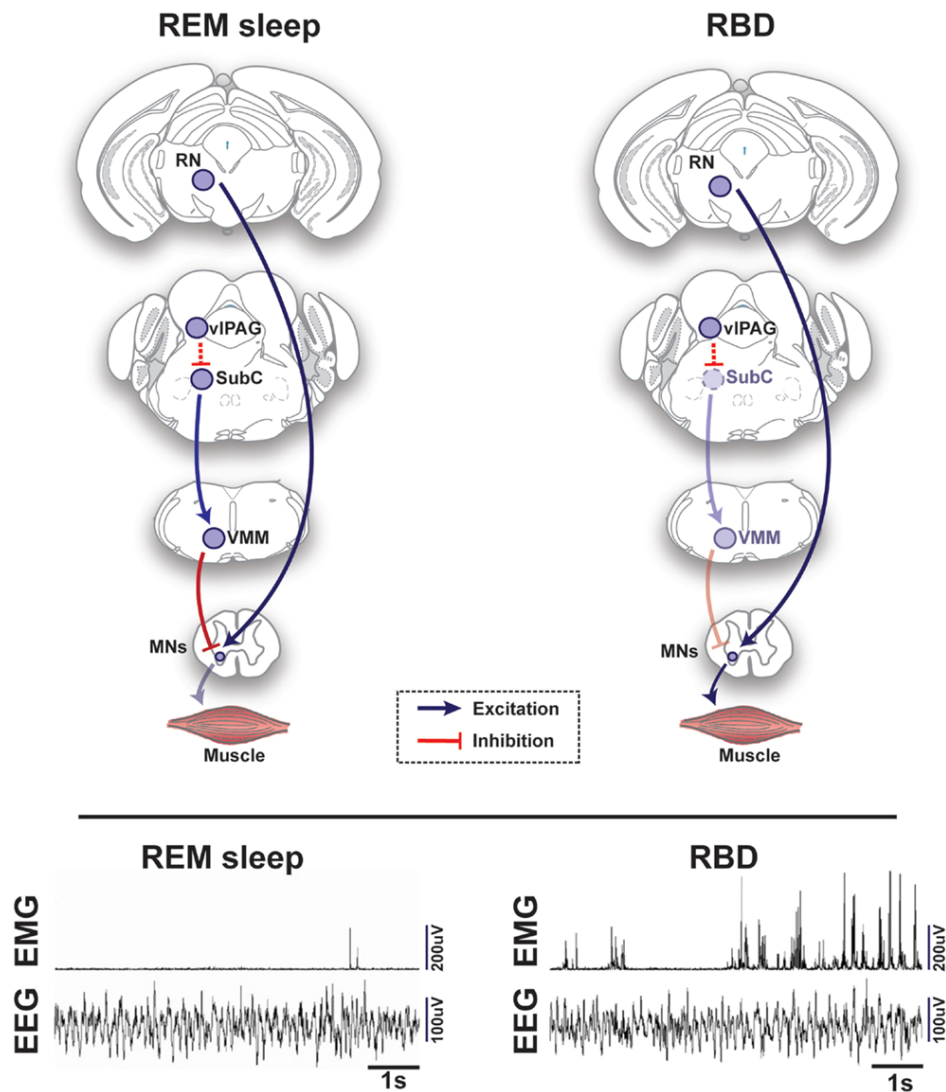 REM sleep
RBD
RN
RN
vlPAG
SubC
vlPAG
SubC
VMM
VMM
MNs
MNs
Excitation
Inhibition
Muscle
Muscle
REM sleep
RBD
EMG
200uV
EMG
200uV
EEG
100uV
EEG
100uV
1s
1s